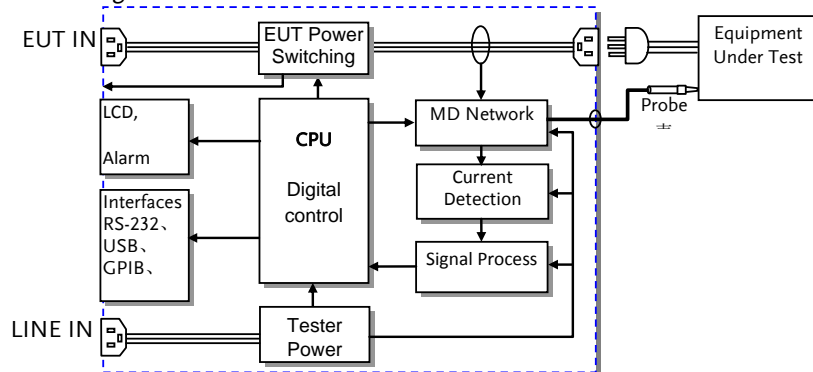 EUT IN
EUT Power
Switching
Equipment
Under Test
Probe
LCD,
Alarm
CPU
Digital
control
MD Network
Current
Detection
Interfaces
RS-232、
USB、
GPIB、
Signal Process
LINE IN
Tester
Power